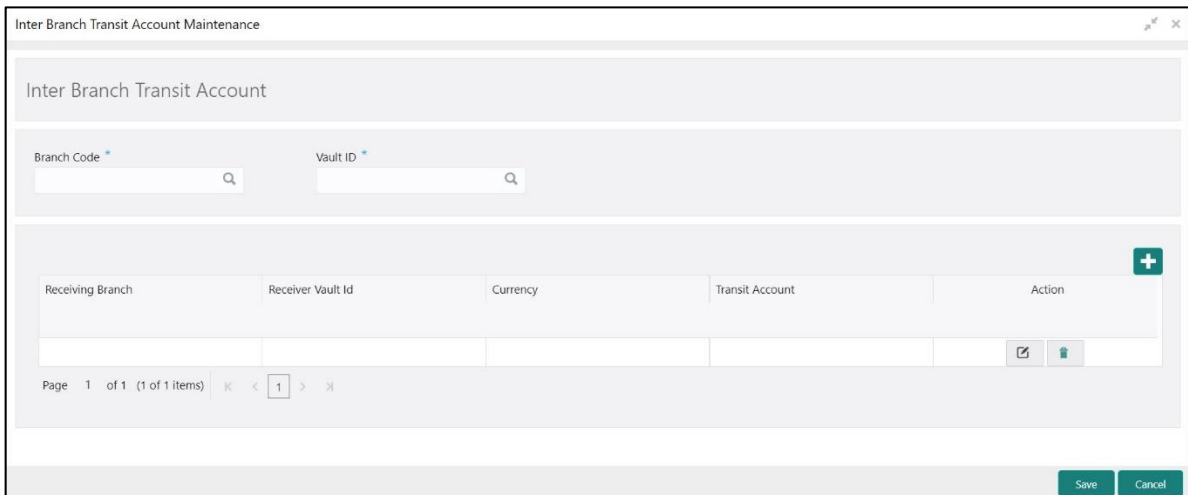 Inter Branch Transit Account Maintenance
Inter Branch Transit Account
Branch Code * Vault ID *
Receiving Branch Receiver Vault Id Currency Transit Account Action
Page 1 of 1 (1 of 1 items) K < 1 > >|
Save Cancel